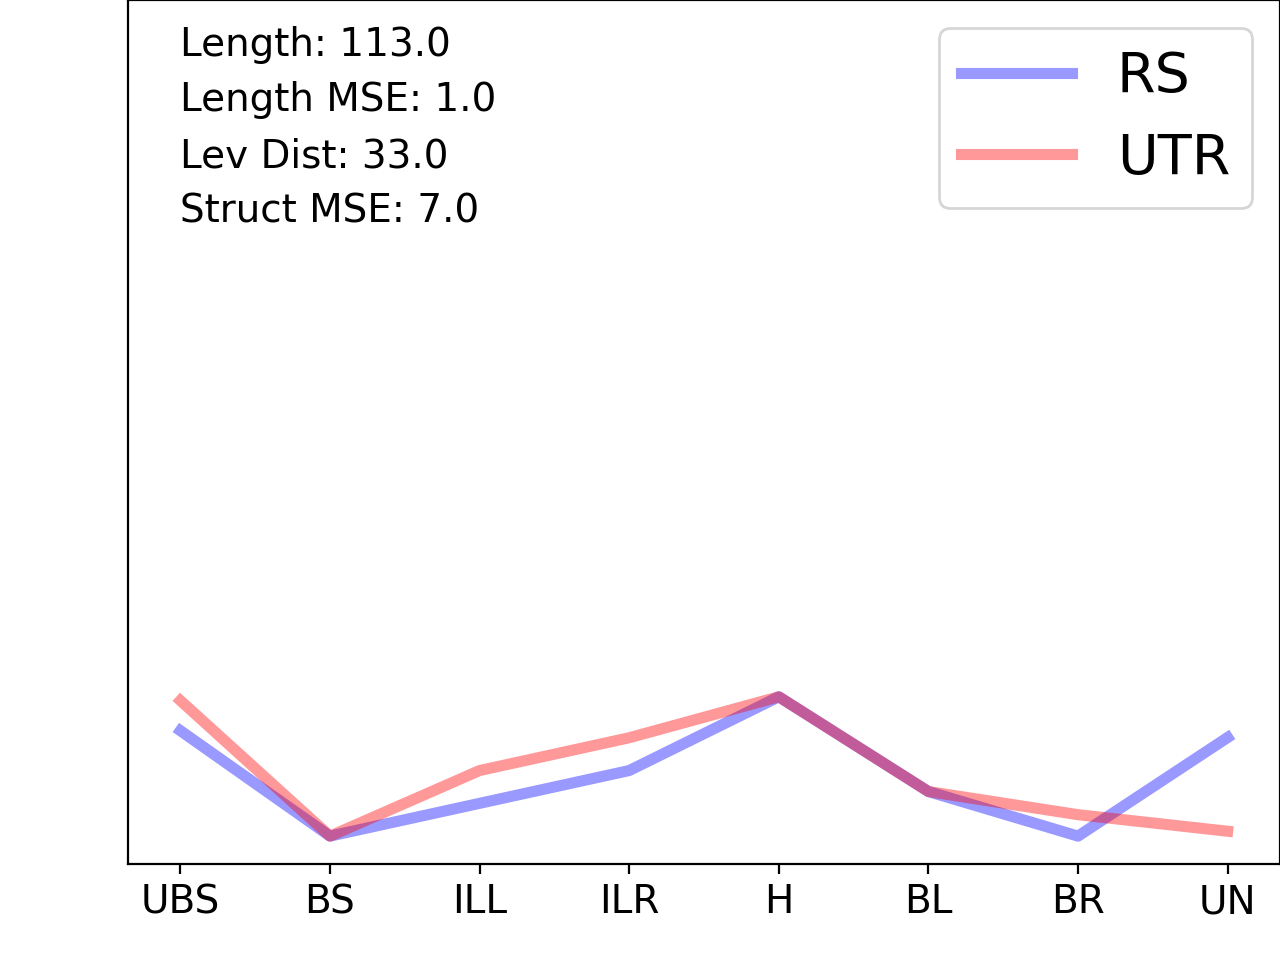 Length: 113.0
Length MSE: 1.0
Lev Dist: 33.0
Struct MSE: 7.0
RS
UTR
UBS BS ILL ILR H BL BR UN